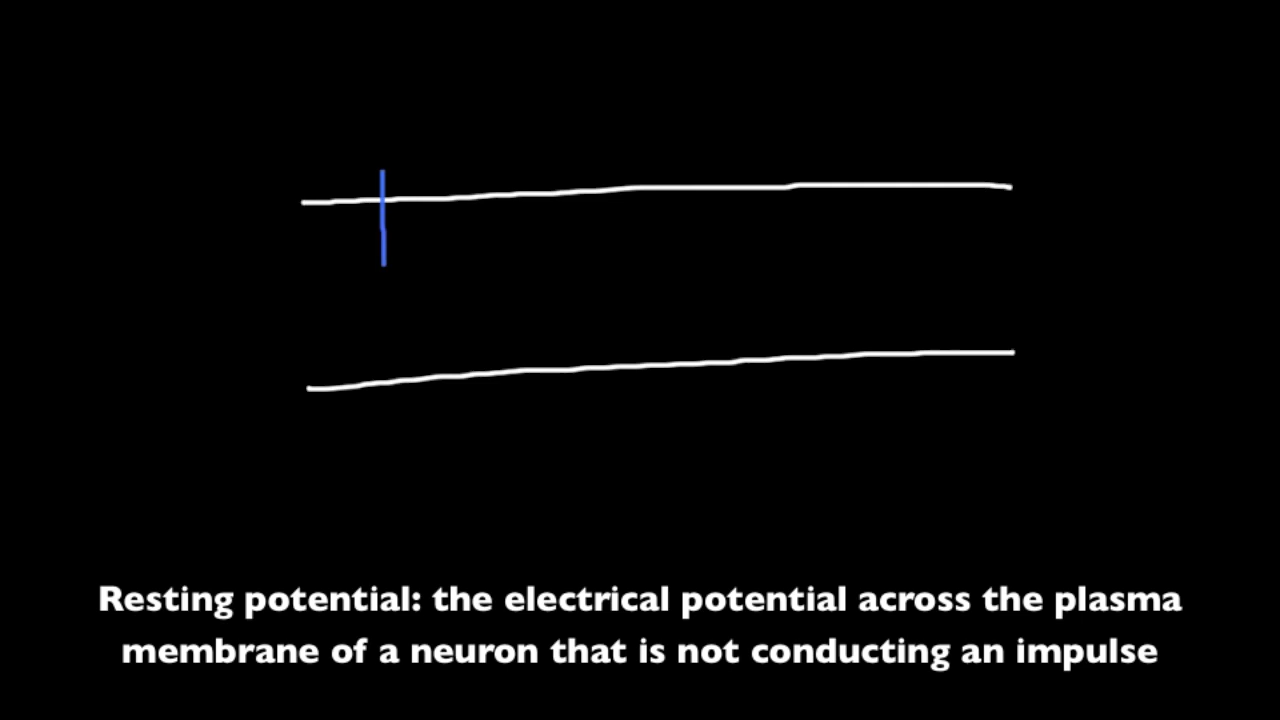 Resting potential: the electrical potential across the plasma
membrane of a neuron that is not conducting an impulse